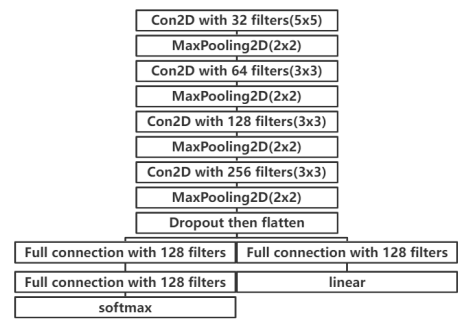 Con2D with 32 filters(5x5)
MaxPooling2D(2x2)
Con2D with 64 filters(3x3)
MaxPooling2D(2x2)
Con2D with 128 filters(3x3)
MaxPooling2D(2x2)
Con2D with 256 filters(3x3)
MaxPooling2D(2x2)
Dropout then flatten
Full connection with 128 filters Full connection with 128 filters
Full connection with 128 filters linear
softmax